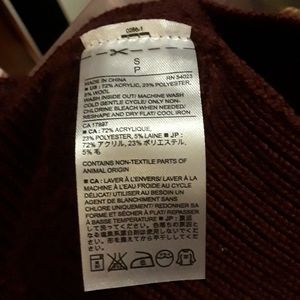 0286-1
S
P
MADE IN CHINA RN 54023
■ US : 72% ACRYLIC, 23% POLYESTER,
5% WOOL
WASH INSIDE OUT/ MACHINE WASH
COLD GENTLE CYCLE/ ONLY NON-
CHLORINE BLEACH WHEN NEEDED/
RESHAPE AND DRY FLAT/ COOL IRON
CA 17897
■ CA : 72% ACRYLIQUE,
23% POLYESTER, 5% LAINE ■ JP :
72% アクリル, 23% ポリエステル,
5% 毛
CONTAINS NON-TEXTILE PARTS OF
ANIMAL ORIGIN
■ CA : LAVER À L'ENVERS/ LAVER À LA
MACHINE À L'EAU FROIDE AU CYCLE
DÉLICAT/ UTILISER AU BESOIN UN
AGENT DE BLANCHIMENT SANS
CHLORE UNIQUEMENT/ REDONNER
SA FORME ET SÉCHER À PLAT/ REPASSER
À BASSE TEMPÉRATURE ■ JP :